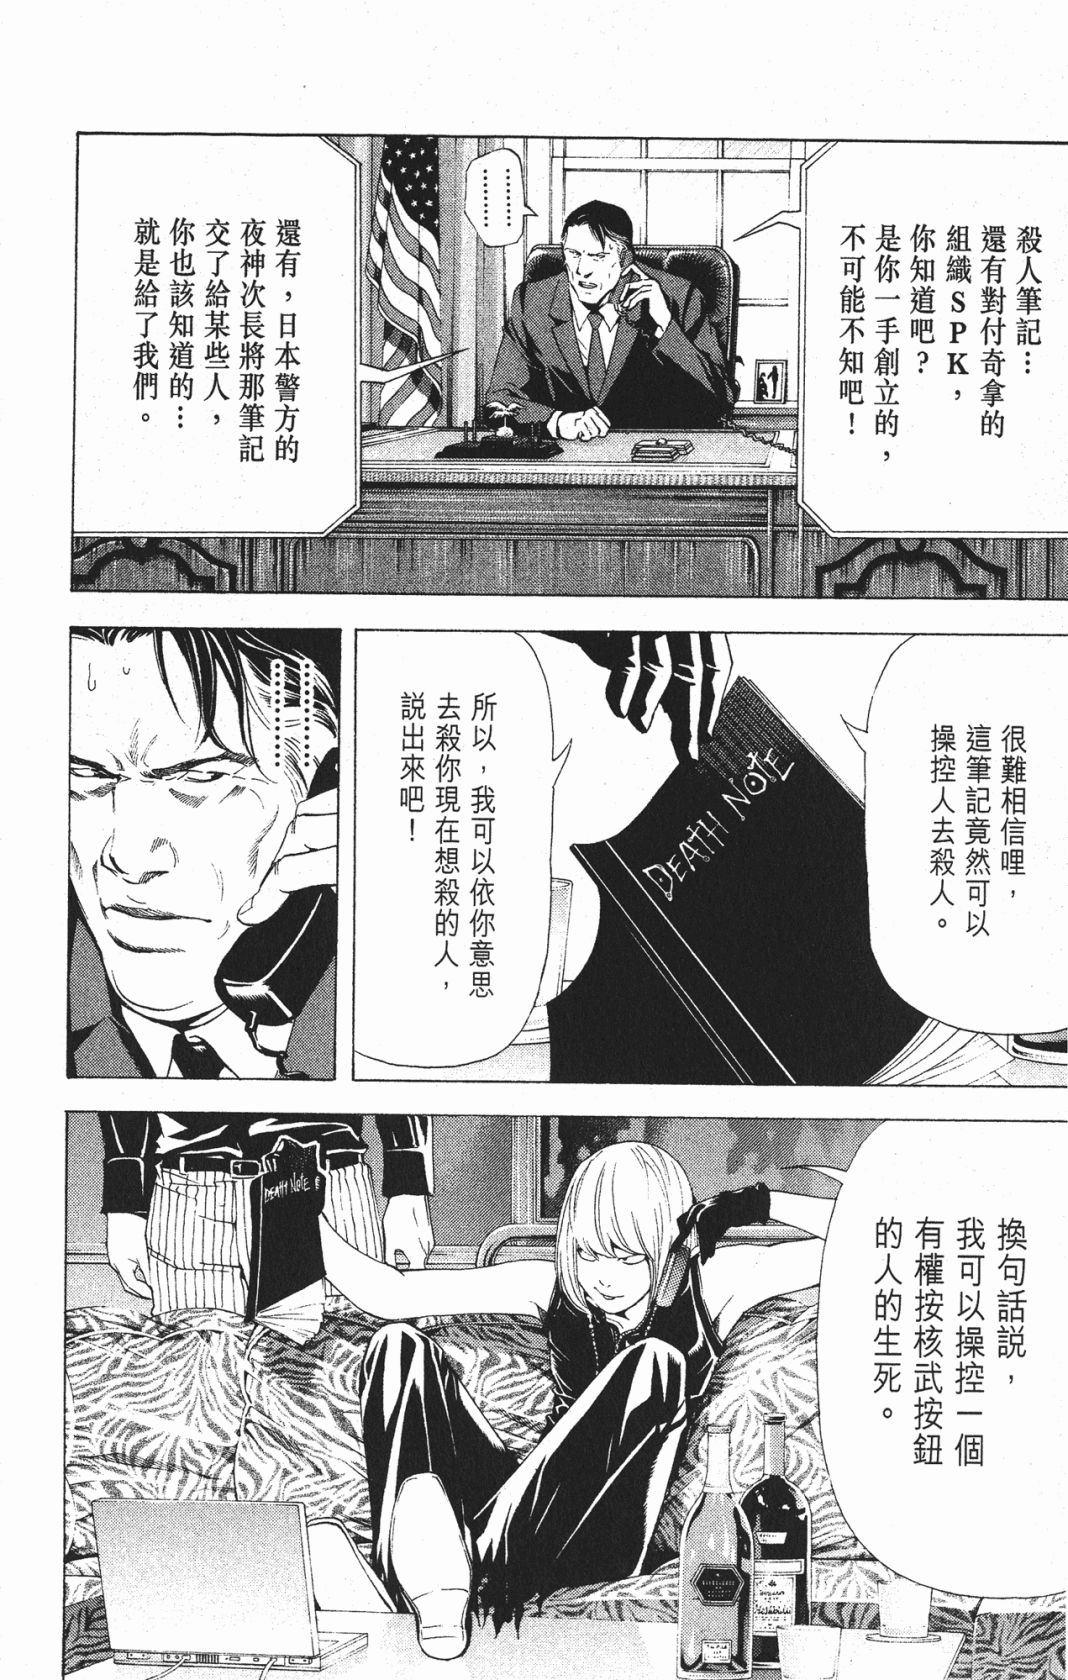 殺人筆記…
還有對付奇拿的
組織SPK，
你知道吧？
是你一手創立的，
不可能不知吧！
………
還有，日本警方的
夜神次長將那筆記
交了給某些人，
你也該知道的…
就是給了我們。
很難相信哩，
這筆記竟然可以
操控人去殺人。
DEATH NOTE
所以，我可以依你意思
去殺你現在想殺的人，
說出來吧！
………………
換句話說，
我可以操控一個
有權按核武按鈕
的人的生死。
DEATH NOTE